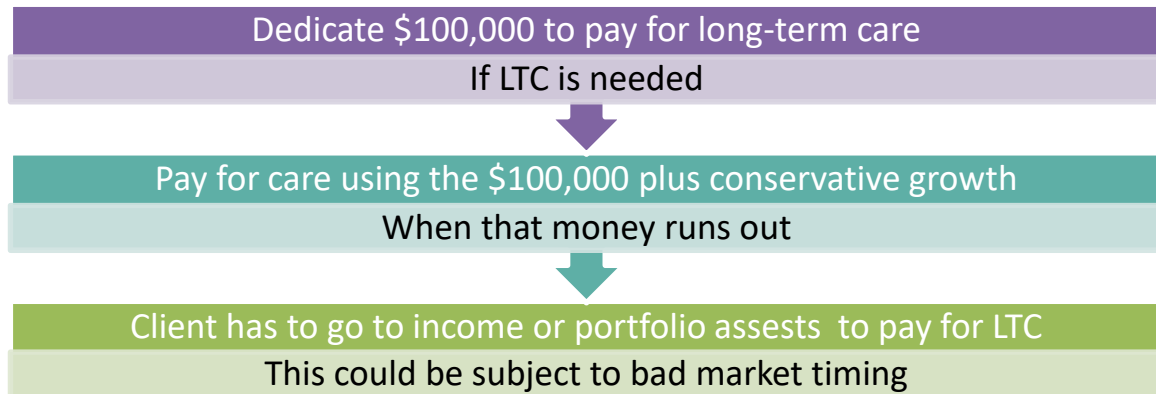 Dedicate $100,000 to pay for long-term care
If LTC is needed
Pay for care using the $100,000 plus conservative growth
When that money runs out
Client has to go to income or portfolio assests  to pay for LTC
This could be subject to bad market timing